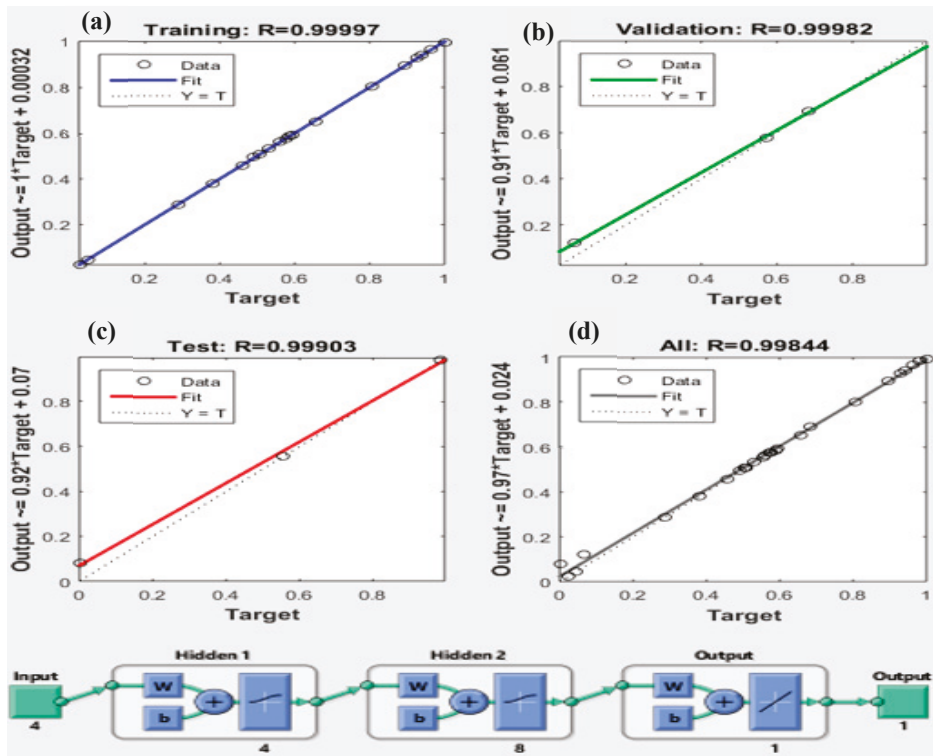 (a)
Training: R=0.99997
Output ~= 1*Target + 0.00032
1
0.8
0.6
0.4
0.2
Data
Fit
Y = T
0.2
0.4
0.6
0.8
1
Target
(b)
Validation: R=0.99982
Output ~= 0.91*Target + 0.061
1
0.8
0.6
0.4
0.2
Data
Fit
Y = T
0.2
0.4
0.6
0.8
1
Target
(c)
Test: R=0.99903
Output ~= 0.92*Target + 0.07
0.8
0.6
0.4
0.2
0
Data
Fit
Y = T
0
0.2
0.4
0.6
0.8
Target
(d)
All: R=0.99844
Output ~= 0.97*Target + 0.024
1
0.8
0.6
0.4
0.2
0
Data
Fit
Y = T
0
0.2
0.4
0.6
0.8
1
Target
Input
4
Hidden 1
W
b
+
4
Hidden 2
W
b
+
8
Output
W
b
+
1
Output
1